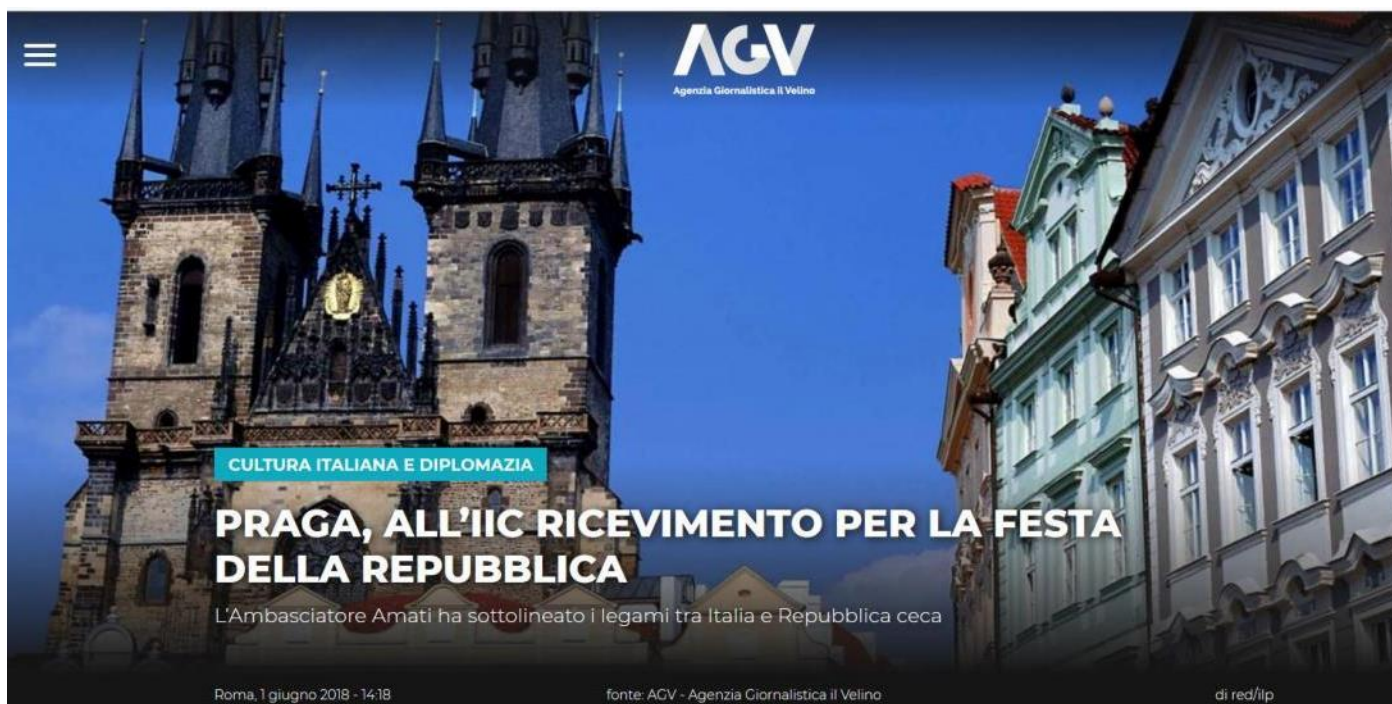 AGV
Agenzia Giornalistica il Velino
CULTURA ITALIANA E DIPLOMAZIA
PRAGA, ALL’IIC RICEVIMENTO PER LA FESTA
DELLA REPUBBLICA
L’Ambasciatore Amati ha sottolineato i legami tra Italia e Repubblica ceca
Roma, 1 giugno 2018 - 14:18
fonte: AGV - Agenzia Giornalistica il Velino
di red/ilp